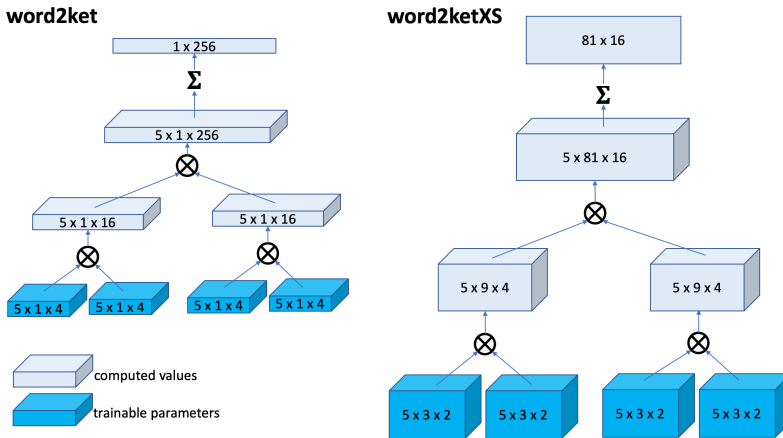 word2ket
1 x 256
Σ
5 x 1 x 256
5 x 1 x 16
5 x 1 x 16
5 x 1 x 4
5 x 1 x 4
5 x 1 x 4
5 x 1 x 4
computed values
trainable parameters
word2ketXS
81 x 16
Σ
5 x 81 x 16
5 x 9 x 4
5 x 9 x 4
5 x 3 x 2
5 x 3 x 2
5 x 3 x 2
5 x 3 x 2